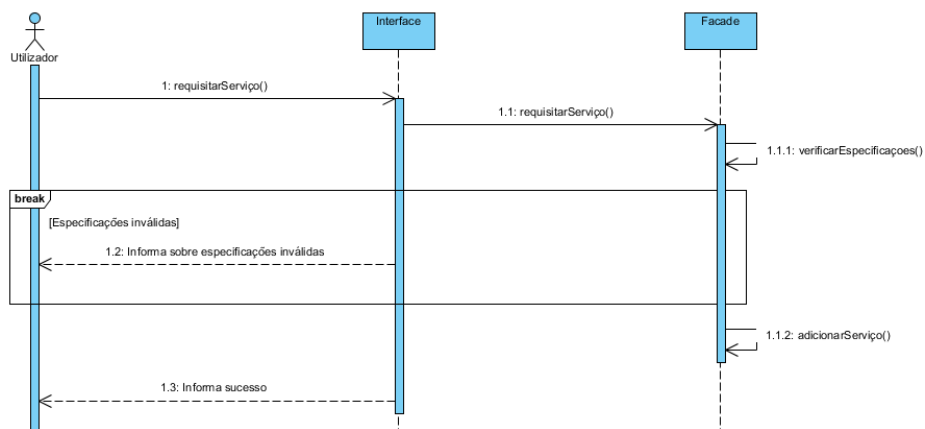 Interface
Facade
Utilizador
1: requisitarServiço()
1.1: requisitarServiço()
1.1.1: verificarEspecificaçoes()
break
[Especificações inválidas]
1.2: Informa sobre especificações inválidas
1.1.2: adicionarServiço()
1.3: Informa sucesso